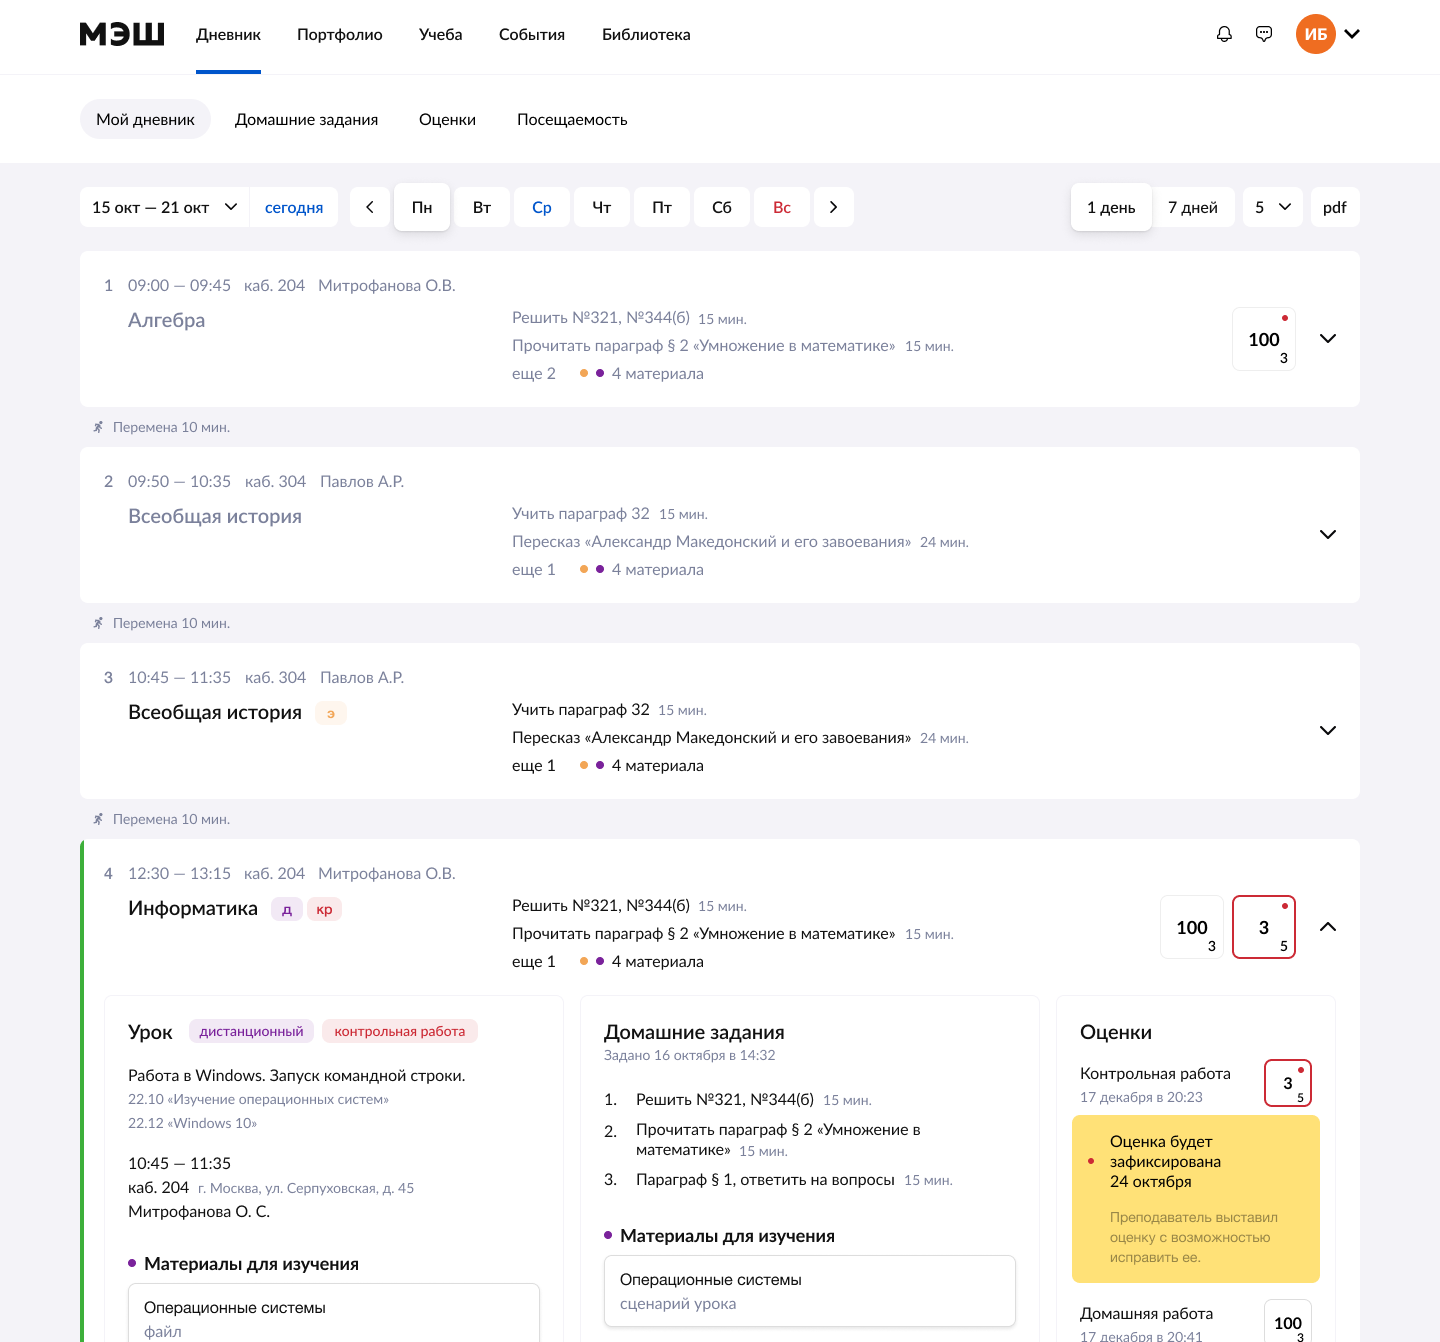 МЭШ Дневник Портфолио Учеба События Библиотека ИБ
Мой дневник Домашние задания Оценки Посещаемость
15 окт — 21 окт сегодня Пн Вт Ср Чт Пт Сб Вс 1 день 7 дней 5 pdf
1 09:00 — 09:45 каб. 204 Митрофанова О.В.
Алгебра
Решить №321, №344(б) 15 мин.
Прочитать параграф § 2 «Умножение в математике» 15 мин.
еще 2 4 материала
100
3
Перемена 10 мин.
2 09:50 — 10:35 каб. 304 Павлов А.Р.
Всеобщая история
Учить параграф 32 15 мин.
Пересказ «Александр Македонский и его завоевания» 24 мин.
еще 1 4 материала
Перемена 10 мин.
3 10:45 — 11:35 каб. 304 Павлов А.Р.
Всеобщая история э
Учить параграф 32 15 мин.
Пересказ «Александр Македонский и его завоевания» 24 мин.
еще 1 4 материала
Перемена 10 мин.
4 12:30 — 13:15 каб. 204 Митрофанова О.В.
Информатика д кр
Решить №321, №344(б) 15 мин.
Прочитать параграф § 2 «Умножение в математике» 15 мин.
еще 1 4 материала
100
3
3
5
Урок дистанционный контрольная работа
Работа в Windows. Запуск командной строки.
22.10 «Изучение операционных систем»
22.12 «Windows 10»
10:45 — 11:35
каб. 204 г. Москва, ул. Серпуховская, д. 45
Митрофанова О. С.
Материалы для изучения
Операционные системы
файл
Домашние задания
Задано 16 октября в 14:32
1. Решить №321, №344(б) 15 мин.
2. Прочитать параграф § 2 «Умножение в
математике» 15 мин.
3. Параграф § 1, ответить на вопросы 15 мин.
Материалы для изучения
Операционные системы
сценарий урока
Оценки
Контрольная работа
17 декабря в 20:23
3
5
Оценка будет
зафиксирована
24 октября
Преподаватель выставил
оценку с возможностью
исправить ее.
Домашняя работа
17 декабря в 20:41
100
3